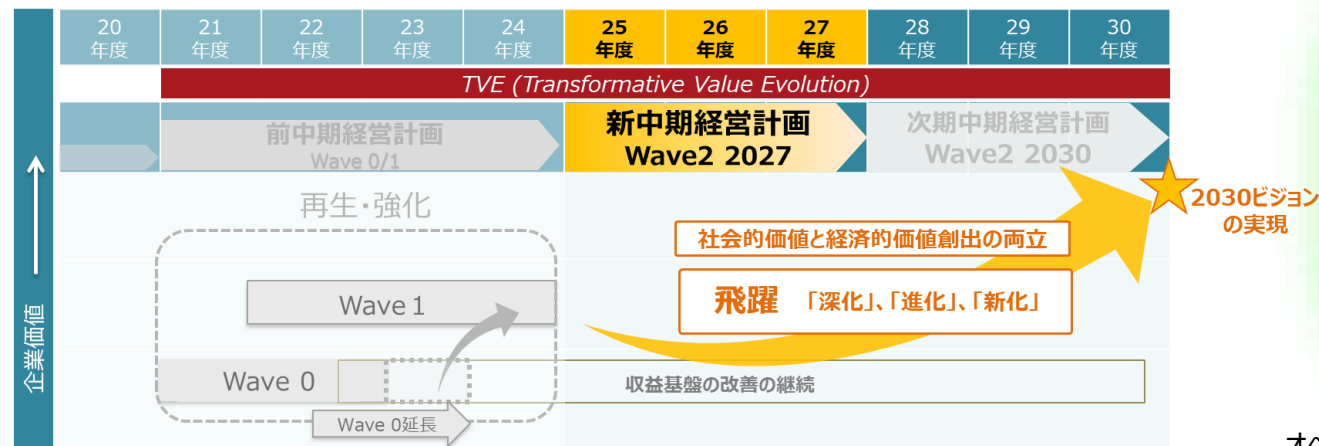 20
年度
21
年度
22
年度
23
年度
24
年度
25
年度
26
年度
27
年度
28
年度
29
年度
30
年度
TVE (Transformative Value Evolution)
前中期経営計画
Wave 0/1
新中期経営計画
Wave2 2027
次期中期経営計画
Wave2 2030
2030ビジョン
の実現
再生・強化
社会的価値と経済的価値創出の両立
飛躍 「深化」、「進化」、「新化」
Wave 1
Wave 0
収益基盤の改善の継続
Wave 0延長
企業価値